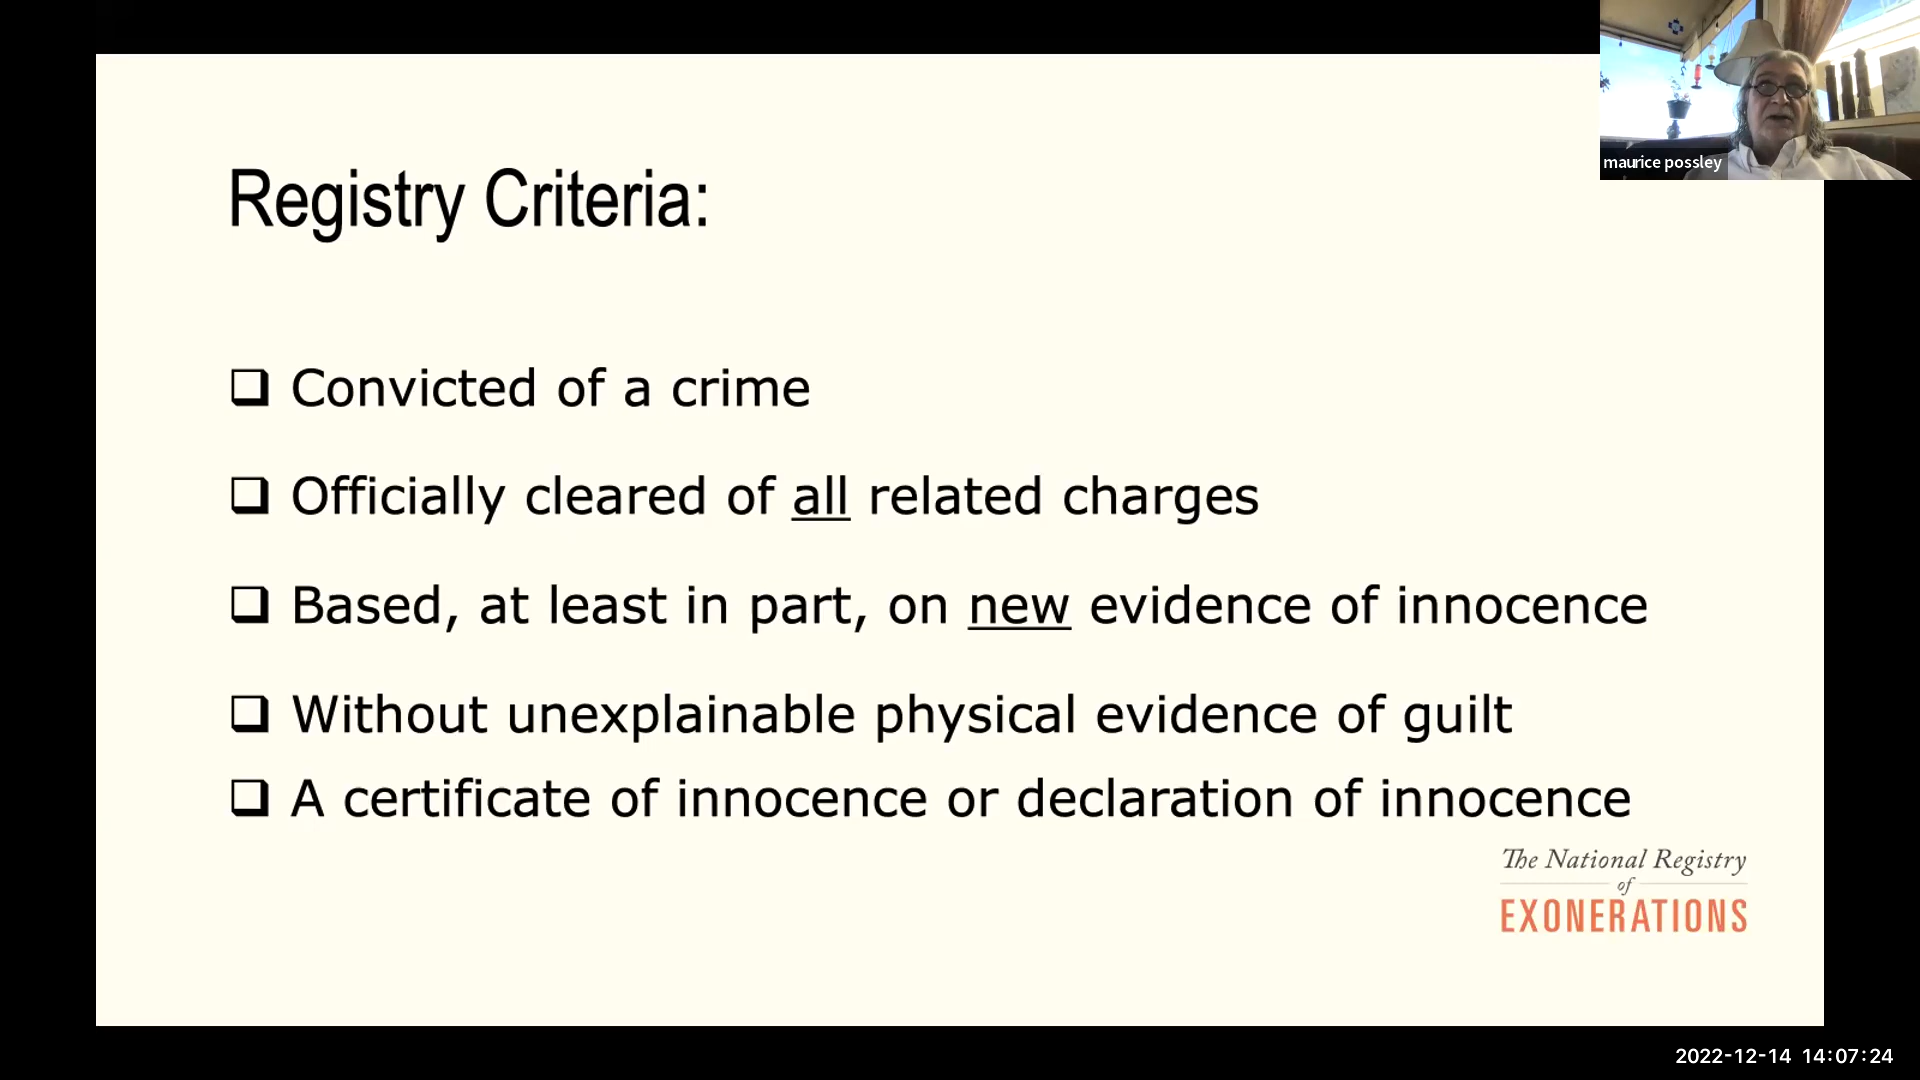 maurice possley
Registry Criteria:
Convicted of a crime
Officially cleared of all related charges
Based, at least in part, on new evidence of innocence
Without unexplainable physical evidence of guilt
A certificate of innocence or declaration of innocence
The National Registry
of
EXONERATIONS
2022-12-14 14:07:24